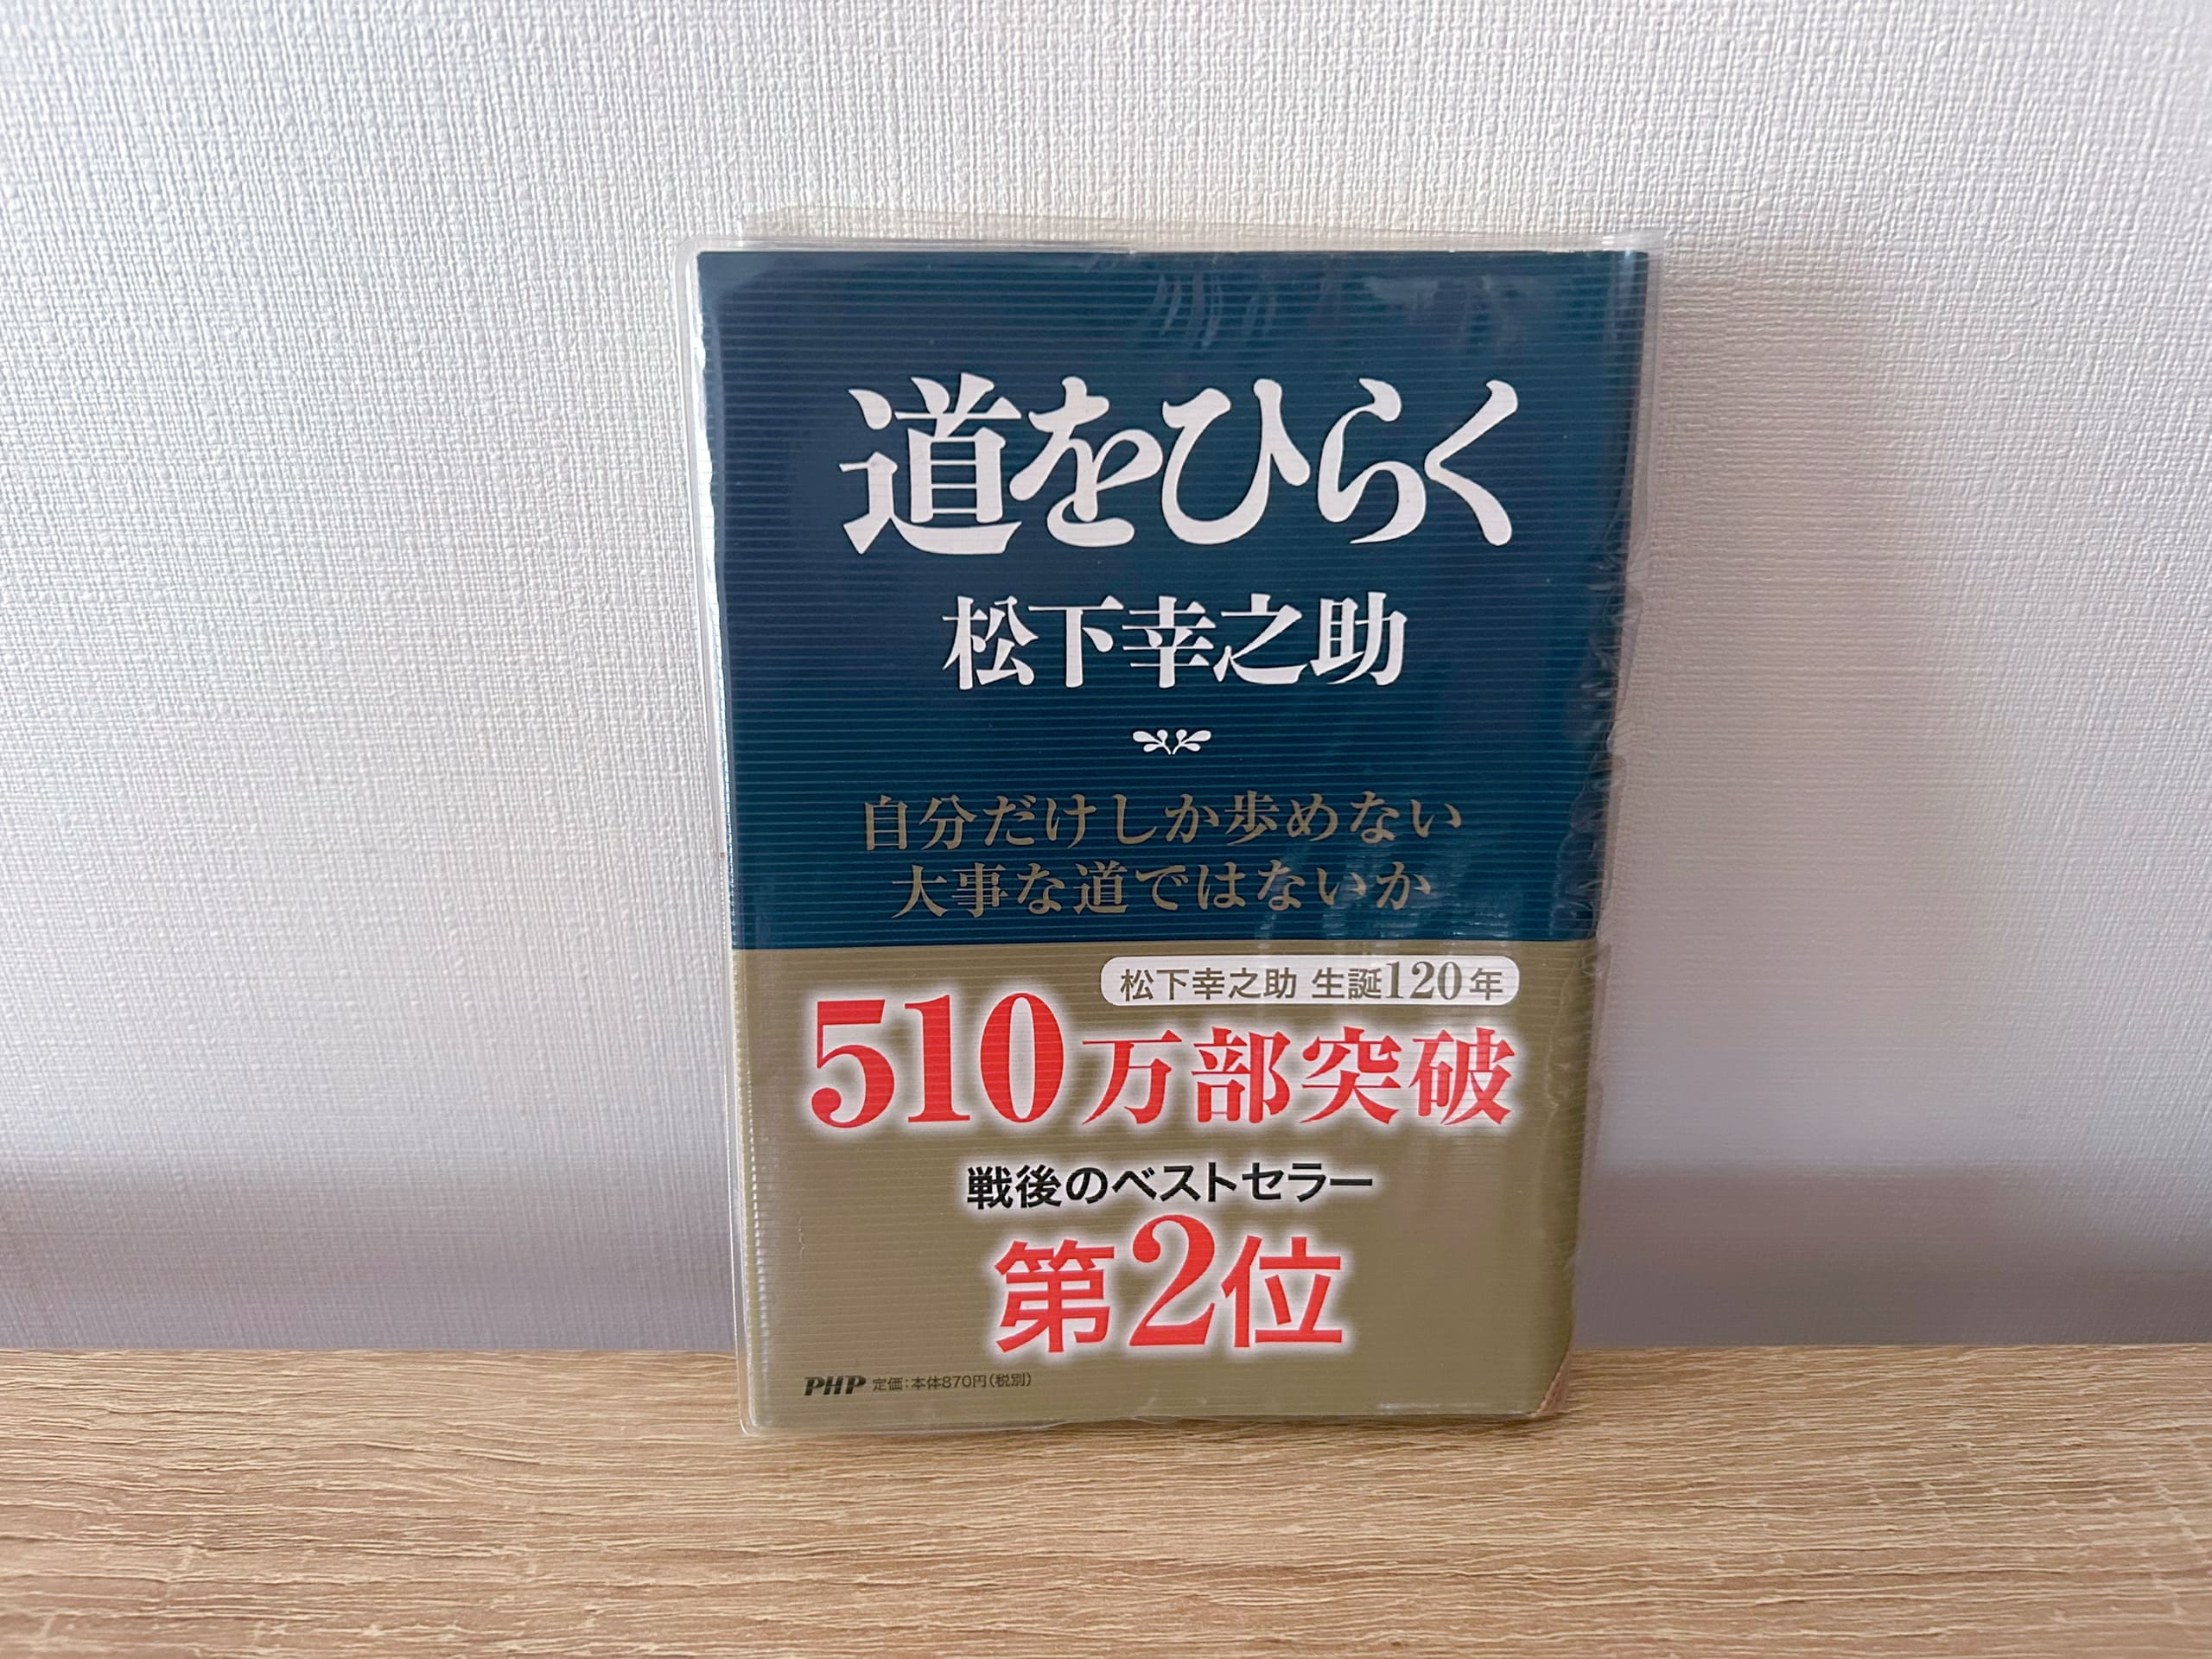 道をひらく
松下幸之助
自分だけしか歩めない
大事な道ではないか
松下幸之助 生誕120年
510万部突破
戦後のベストセラー
第2位
PHP 定価:本体870円(税別)